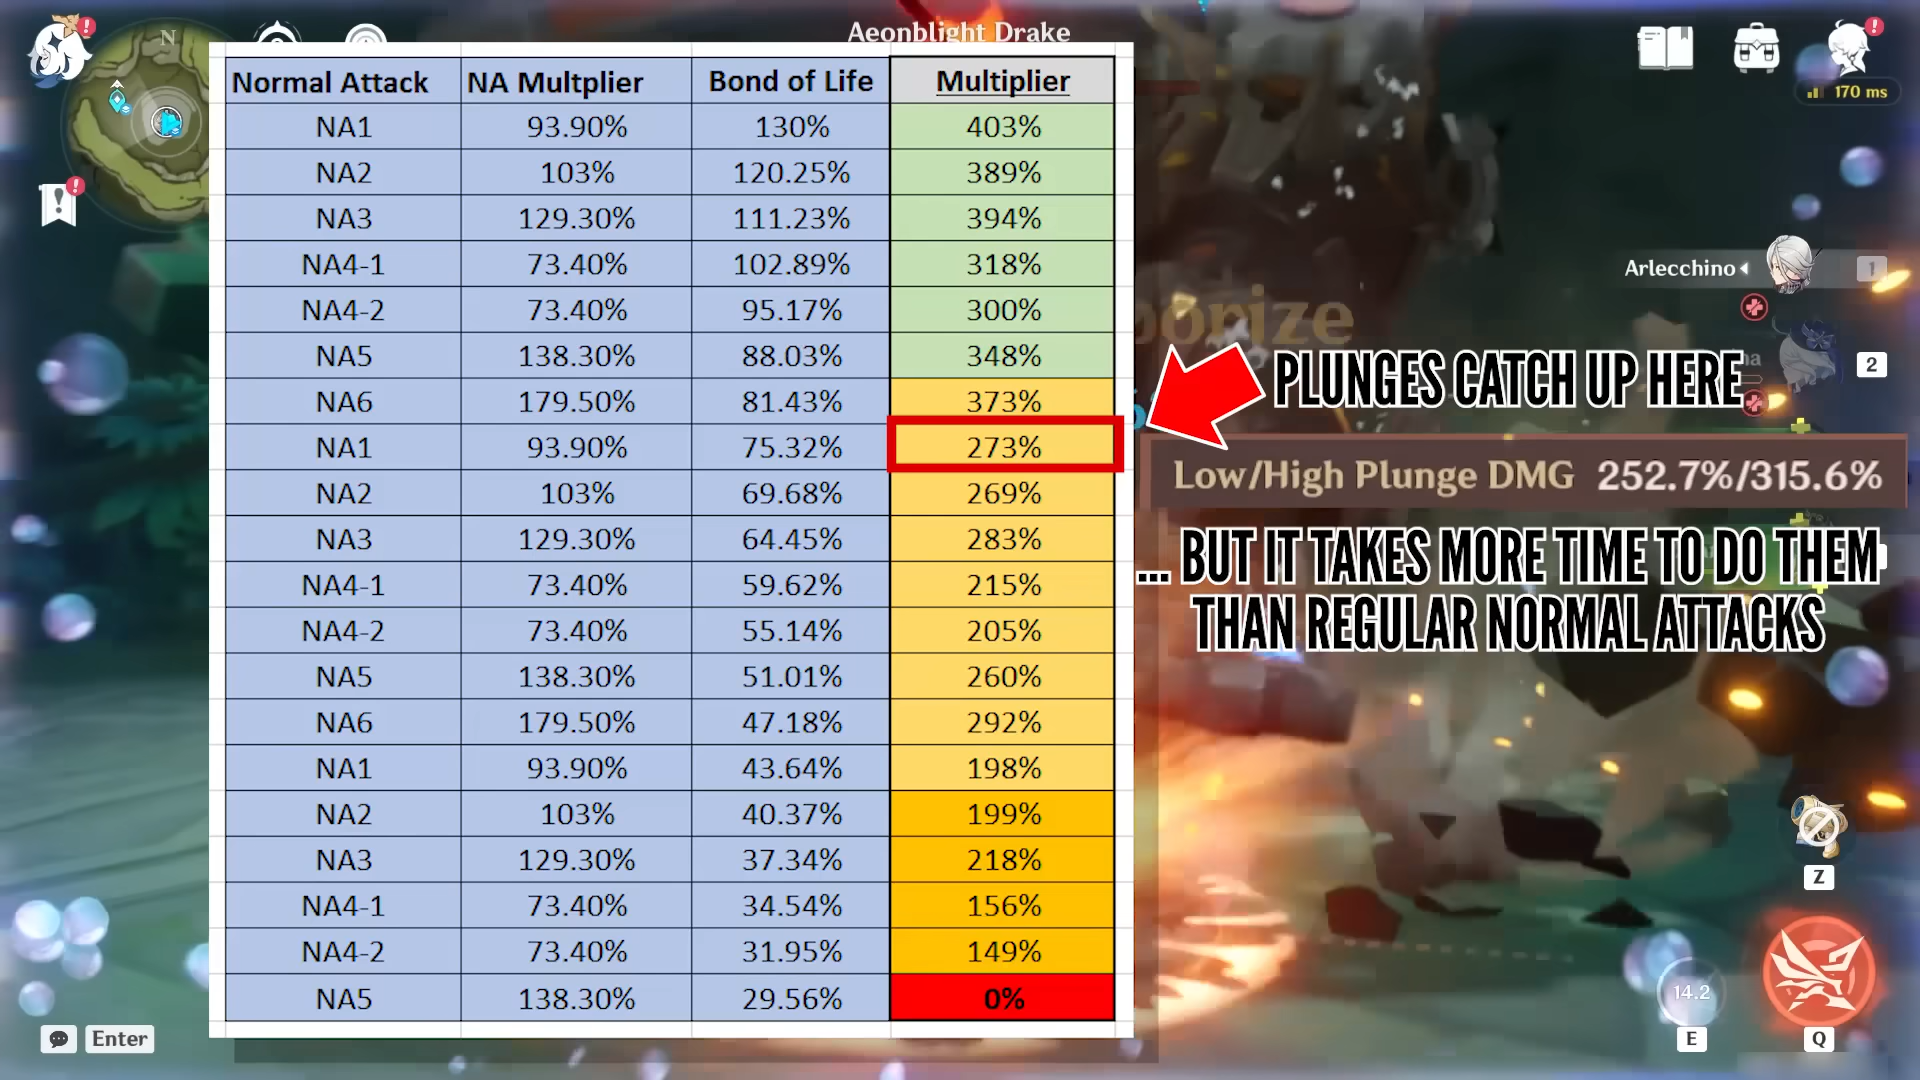 Aeonblight Drake
N
170 ms
Normal Attack NA Multplier Bond of Life Multiplier
NA1 93.90% 130% 403%
NA2 103% 120.25% 389%
NA3 129.30% 111.23% 394%
NA4-1 73.40% 102.89% 318%
NA4-2 73.40% 95.17% 300%
NA5 138.30% 88.03% 348%
NA6 179.50% 81.43% 373%
NA1 93.90% 75.32% 273%
NA2 103% 69.68% 269%
NA3 129.30% 64.45% 283%
NA4-1 73.40% 59.62% 215%
NA4-2 73.40% 55.14% 205%
NA5 138.30% 51.01% 260%
NA6 179.50% 47.18% 292%
NA1 93.90% 43.64% 198%
NA2 103% 40.37% 199%
NA3 129.30% 37.34% 218%
NA4-1 73.40% 34.54% 156%
NA4-2 73.40% 31.95% 149%
NA5 138.30% 29.56% 0%
Arlecchino 1
2
PLUNGES CATCH UP HERE
Low/High Plunge DMG 252.7%/315.6%
... BUT IT TAKES MORE TIME TO DO THEM
THAN REGULAR NORMAL ATTACKS
Z
14.2
E
Q
Enter